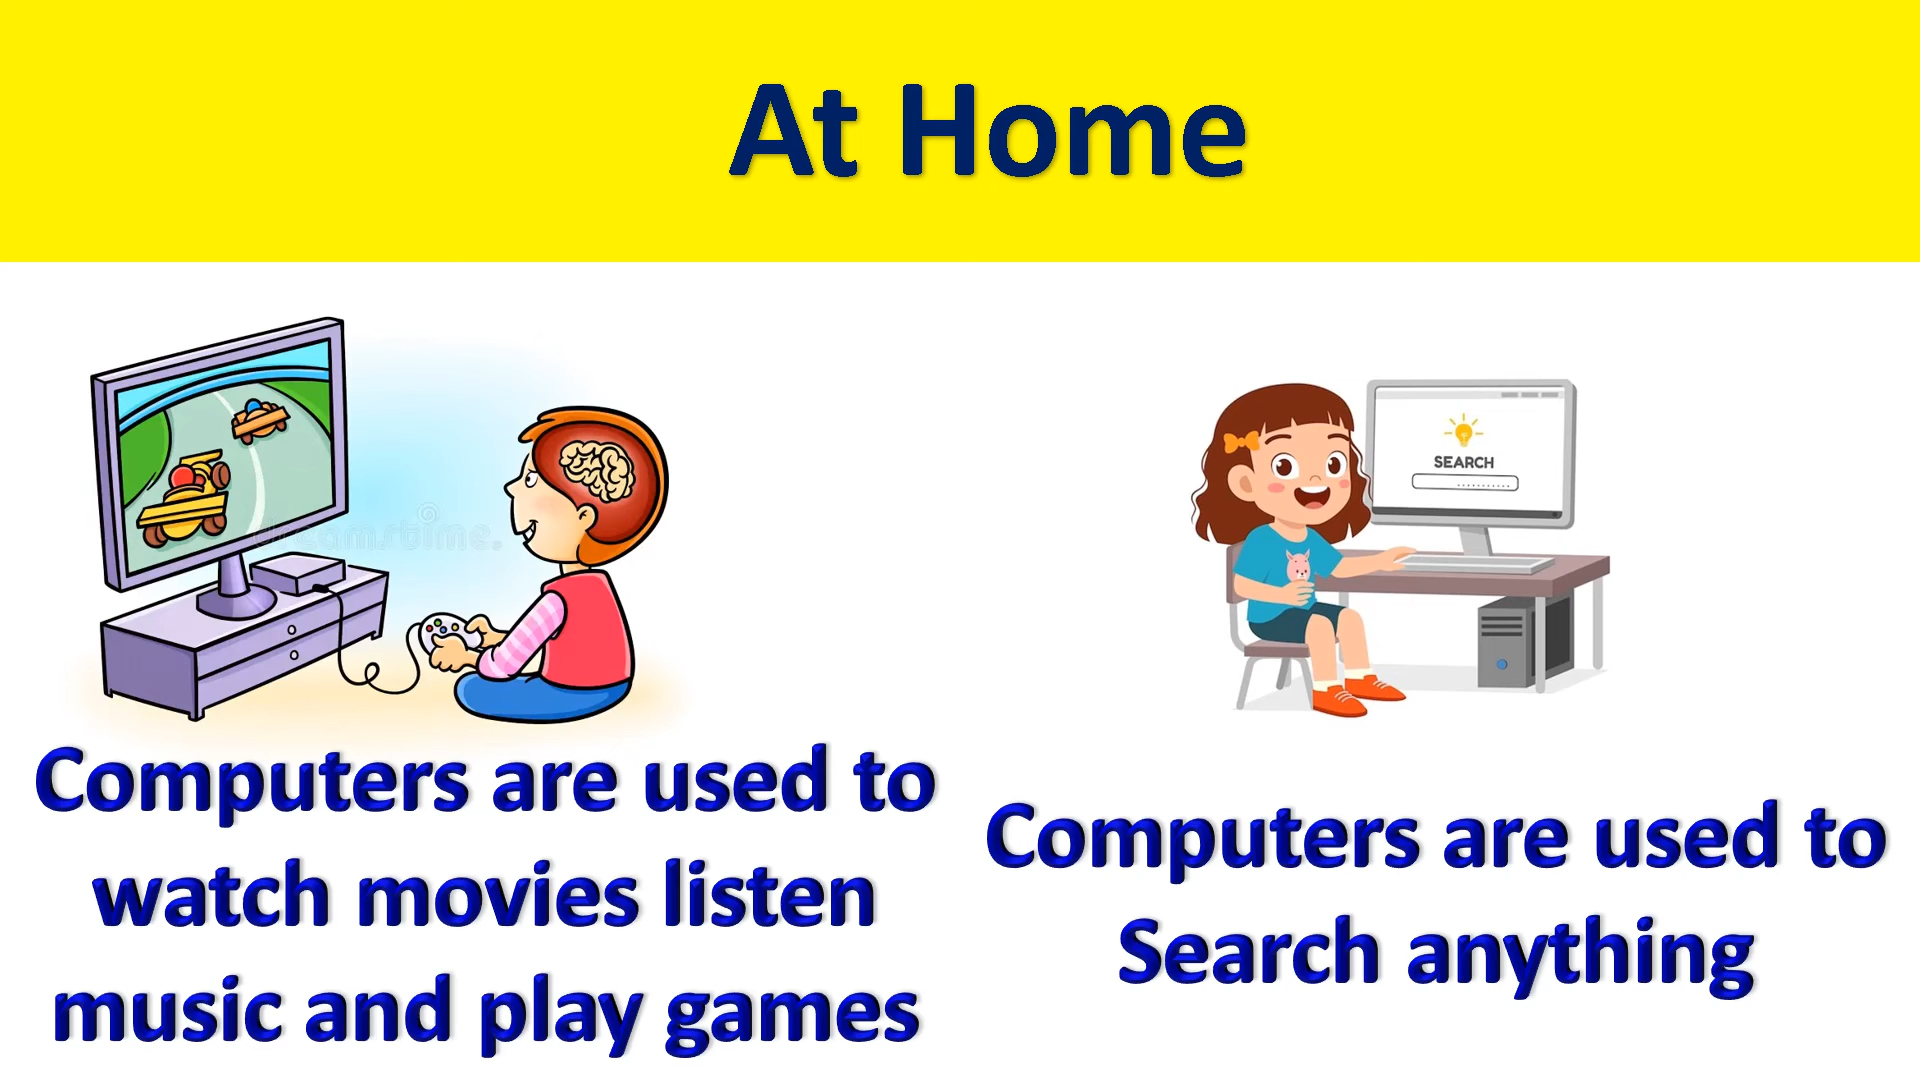 At Home
dreamstime.
SEARCH
Computers are used to
watch movies listen
music and play games
Computers are used to
Search anything